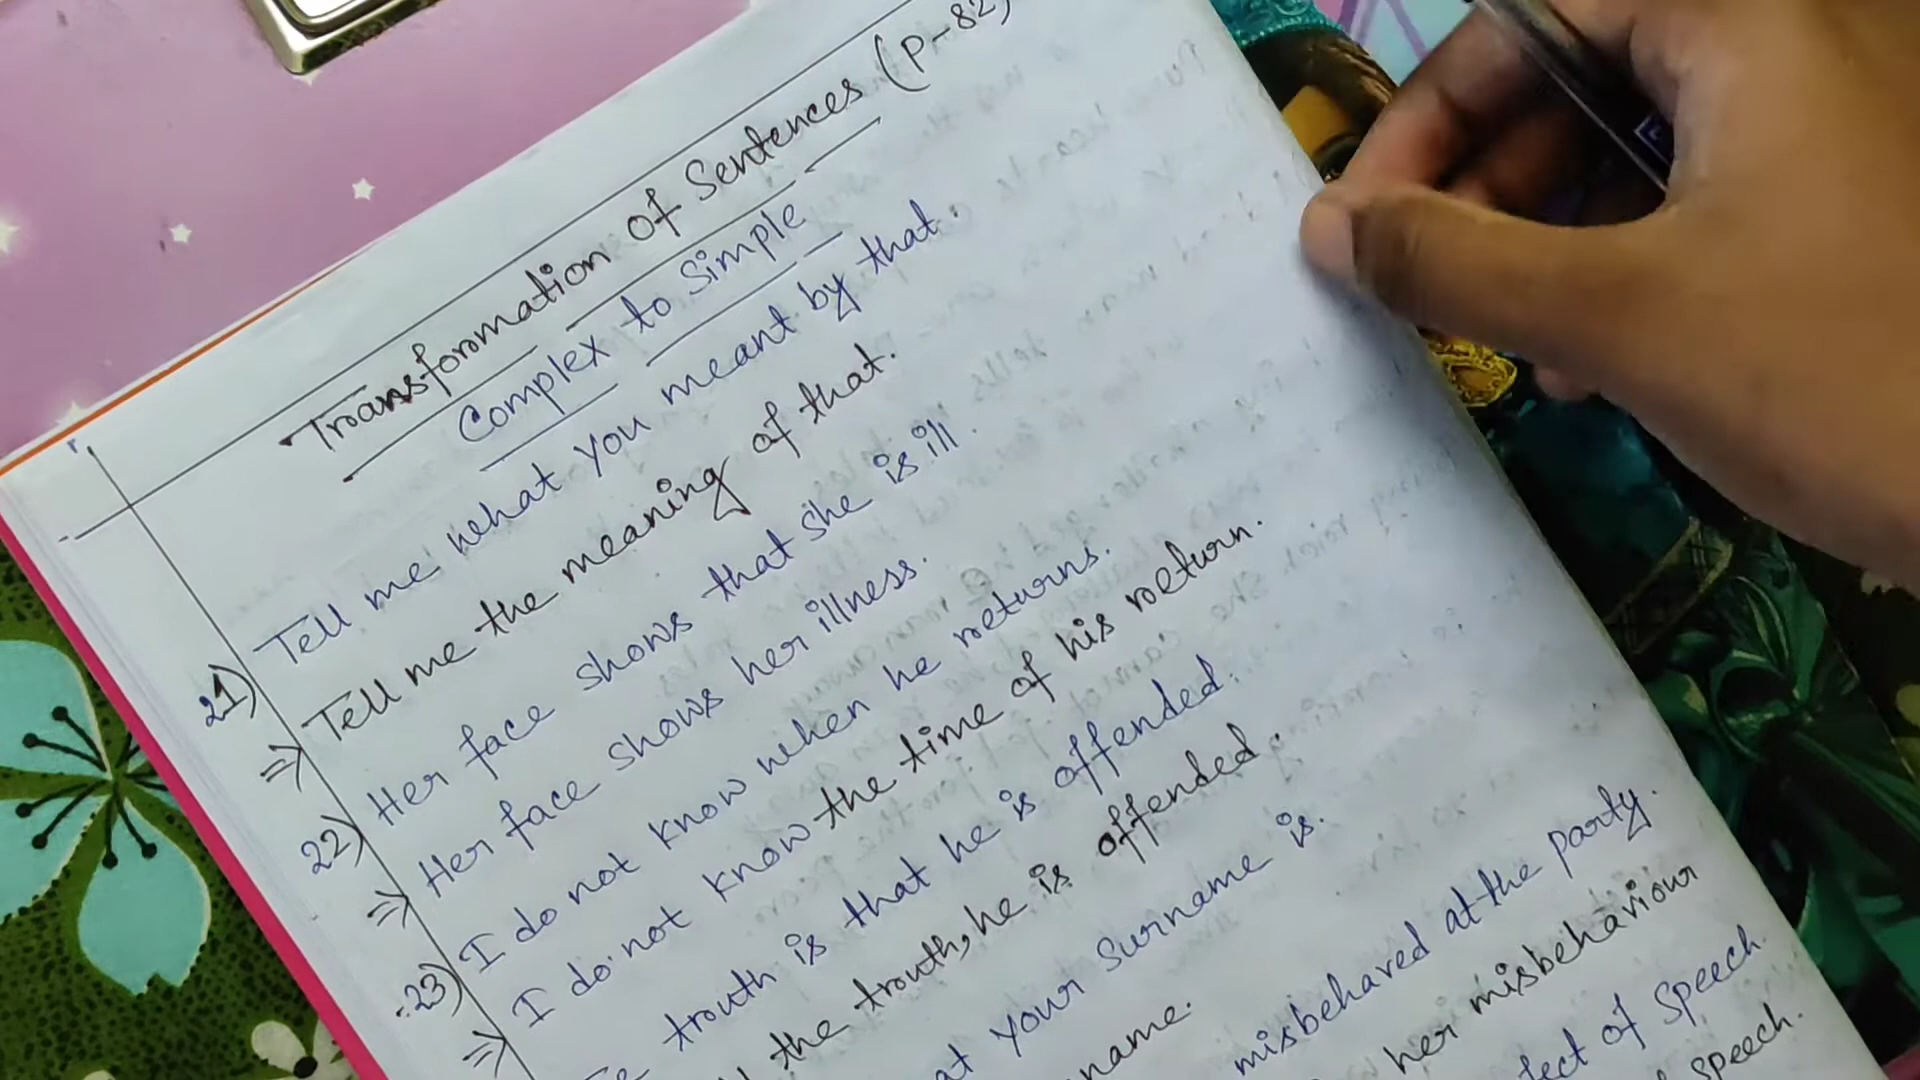 Transformation of Sentences (P-82)
Complex to Simple
21) Tell me what you meant by that.
=> Tell me the meaning of that.
22) Her face shows that she is ill.
=> Her face shows her illness.
23) I do not know when he returns.
=> I do not know the time of his return.
truth is that he is offended.
the truth, he is offended.
your surname is.
name.
misbehaved at the party.
her misbehaviour
of speech.
speech.